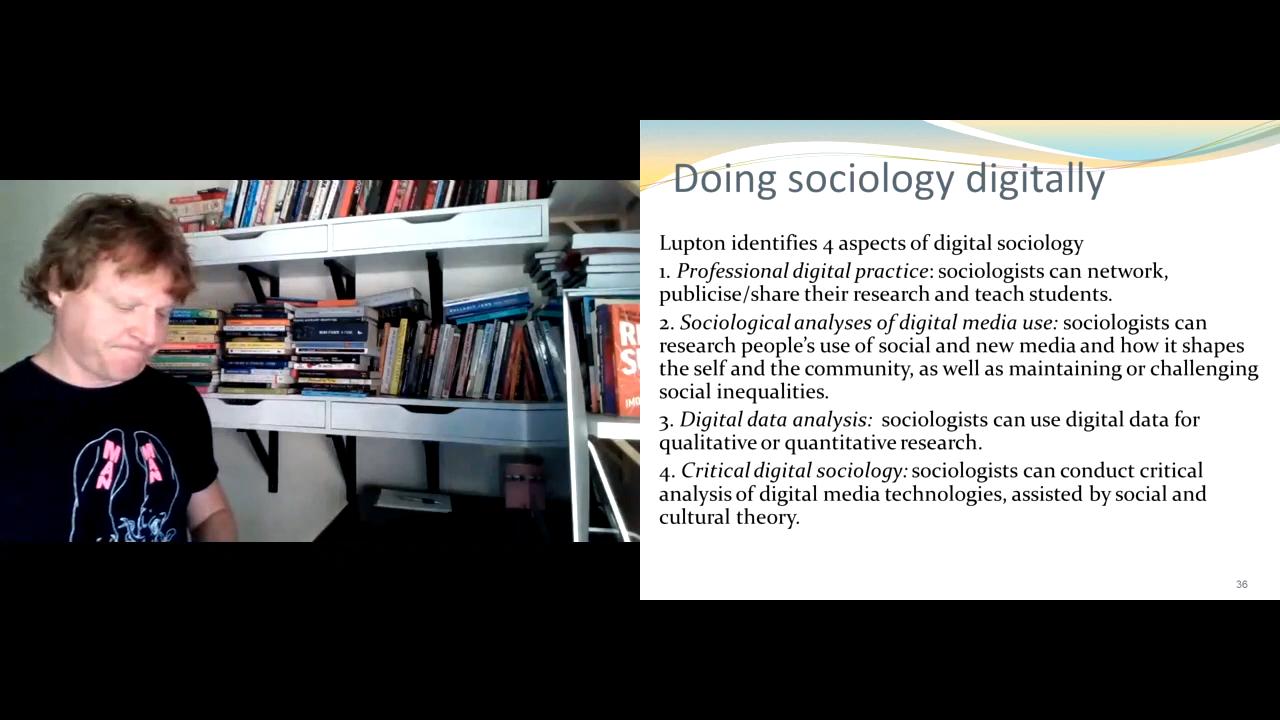 Doing sociology digitally
Lupton identifies 4 aspects of digital sociology
1. Professional digital practice: sociologists can network,
publicise/share their research and teach students.
2. Sociological analyses of digital media use: sociologists can
research people's use of social and new media and how it shapes
the self and the community, as well as maintaining or challenging
social inequalities.
3. Digital data analysis: sociologists can use digital data for
qualitative or quantitative research.
4. Critical digital sociology: sociologists can conduct critical
analysis of digital media technologies, assisted by social and
cultural theory.
36